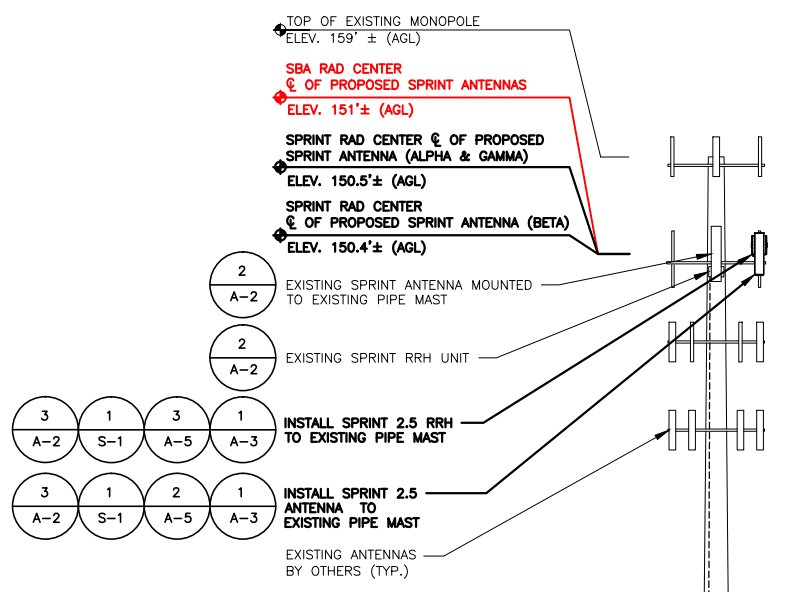 TOP OF EXISTING MONOPOLE
ELEV. 159' ± (AGL)
SBA RAD CENTER
℄ OF PROPOSED SPRINT ANTENNAS
ELEV. 151'± (AGL)
SPRINT RAD CENTER ℄ OF PROPOSED
SPRINT ANTENNA (ALPHA & GAMMA)
ELEV. 150.5'± (AGL)
SPRINT RAD CENTER
℄ OF PROPOSED SPRINT ANTENNA (BETA)
ELEV. 150.4'± (AGL)
2
A-2
EXISTING SPRINT ANTENNA MOUNTED
TO EXISTING PIPE MAST
2
A-2
EXISTING SPRINT RRH UNIT
3 1 3 1
A-2 S-1 A-5 A-3
INSTALL SPRINT 2.5 RRH
TO EXISTING PIPE MAST
3 1 2 1
A-2 S-1 A-5 A-3
INSTALL SPRINT 2.5
ANTENNA TO
EXISTING PIPE MAST
EXISTING ANTENNAS
BY OTHERS (TYP.)